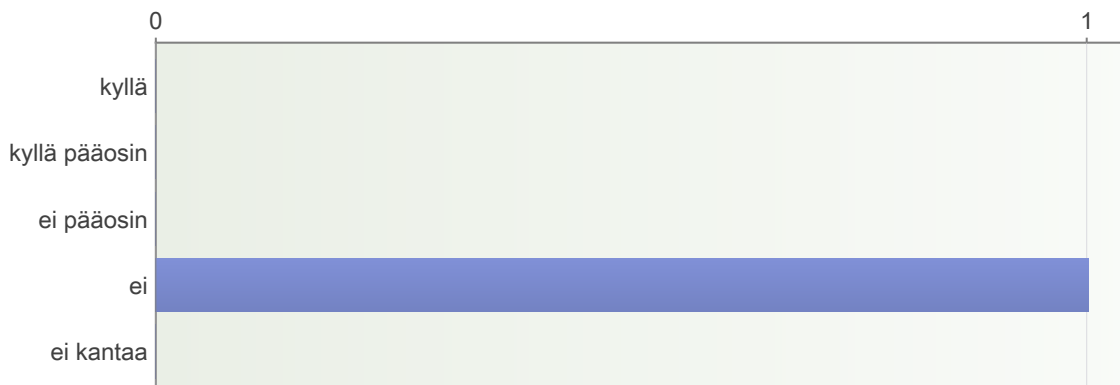 0 1
kyllä
kyllä pääosin
ei pääosin
ei
ei kantaa